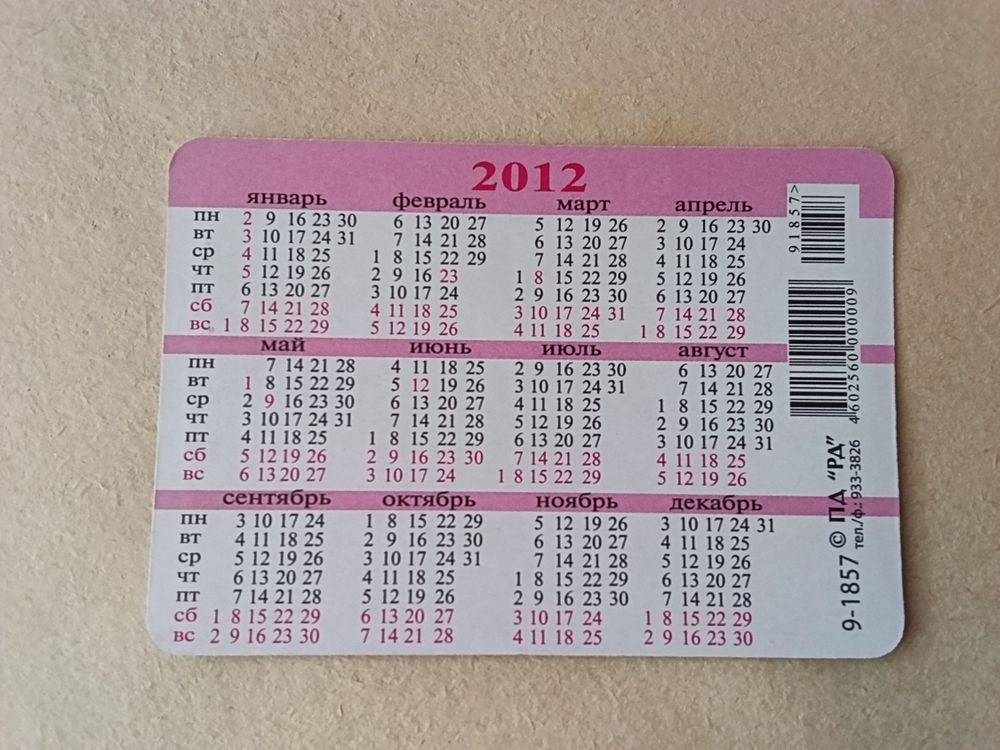 2012
январь февраль март апрель
пн 2 9 16 23 30 6 13 20 27 5 12 19 26 2 9 16 23 30
вт 3 10 17 24 31 7 14 21 28 6 13 20 27 3 10 17 24
ср 4 11 18 25 1 8 15 22 29 7 14 21 28 4 11 18 25
чт 5 12 19 26 2 9 16 23 1 8 15 22 29 5 12 19 26
пт 6 13 20 27 3 10 17 24 2 9 16 23 30 6 13 20 27
сб 7 14 21 28 4 11 18 25 3 10 17 24 31 7 14 21 28
вс 1 8 15 22 29 5 12 19 26 4 11 18 25 1 8 15 22 29
май июнь июль август
пн 7 14 21 28 4 11 18 25 2 9 16 23 30 6 13 20 27
вт 1 8 15 22 29 5 12 19 26 3 10 17 24 31 7 14 21 28
ср 2 9 16 23 30 6 13 20 27 4 11 18 25 1 8 15 22 29
чт 3 10 17 24 31 7 14 21 28 5 12 19 26 2 9 16 23 30
пт 4 11 18 25 1 8 15 22 29 6 13 20 27 3 10 17 24 31
сб 5 12 19 26 2 9 16 23 30 7 14 21 28 4 11 18 25
вс 6 13 20 27 3 10 17 24 1 8 15 22 29 5 12 19 26
сентябрь октябрь ноябрь декабрь
пн 3 10 17 24 1 8 15 22 29 5 12 19 26 3 10 17 24 31
вт 4 11 18 25 2 9 16 23 30 6 13 20 27 4 11 18 25
ср 5 12 19 26 3 10 17 24 31 7 14 21 28 5 12 19 26
чт 6 13 20 27 4 11 18 25 1 8 15 22 29 6 13 20 27
пт 7 14 21 28 5 12 19 26 2 9 16 23 30 7 14 21 28
сб 1 8 15 22 29 6 13 20 27 3 10 17 24 1 8 15 22 29
вс 2 9 16 23 30 7 14 21 28 4 11 18 25 2 9 16 23 30
91857>
4602560 000009
9-1857 © ПД "РД"
тел./ф.: 933-3826